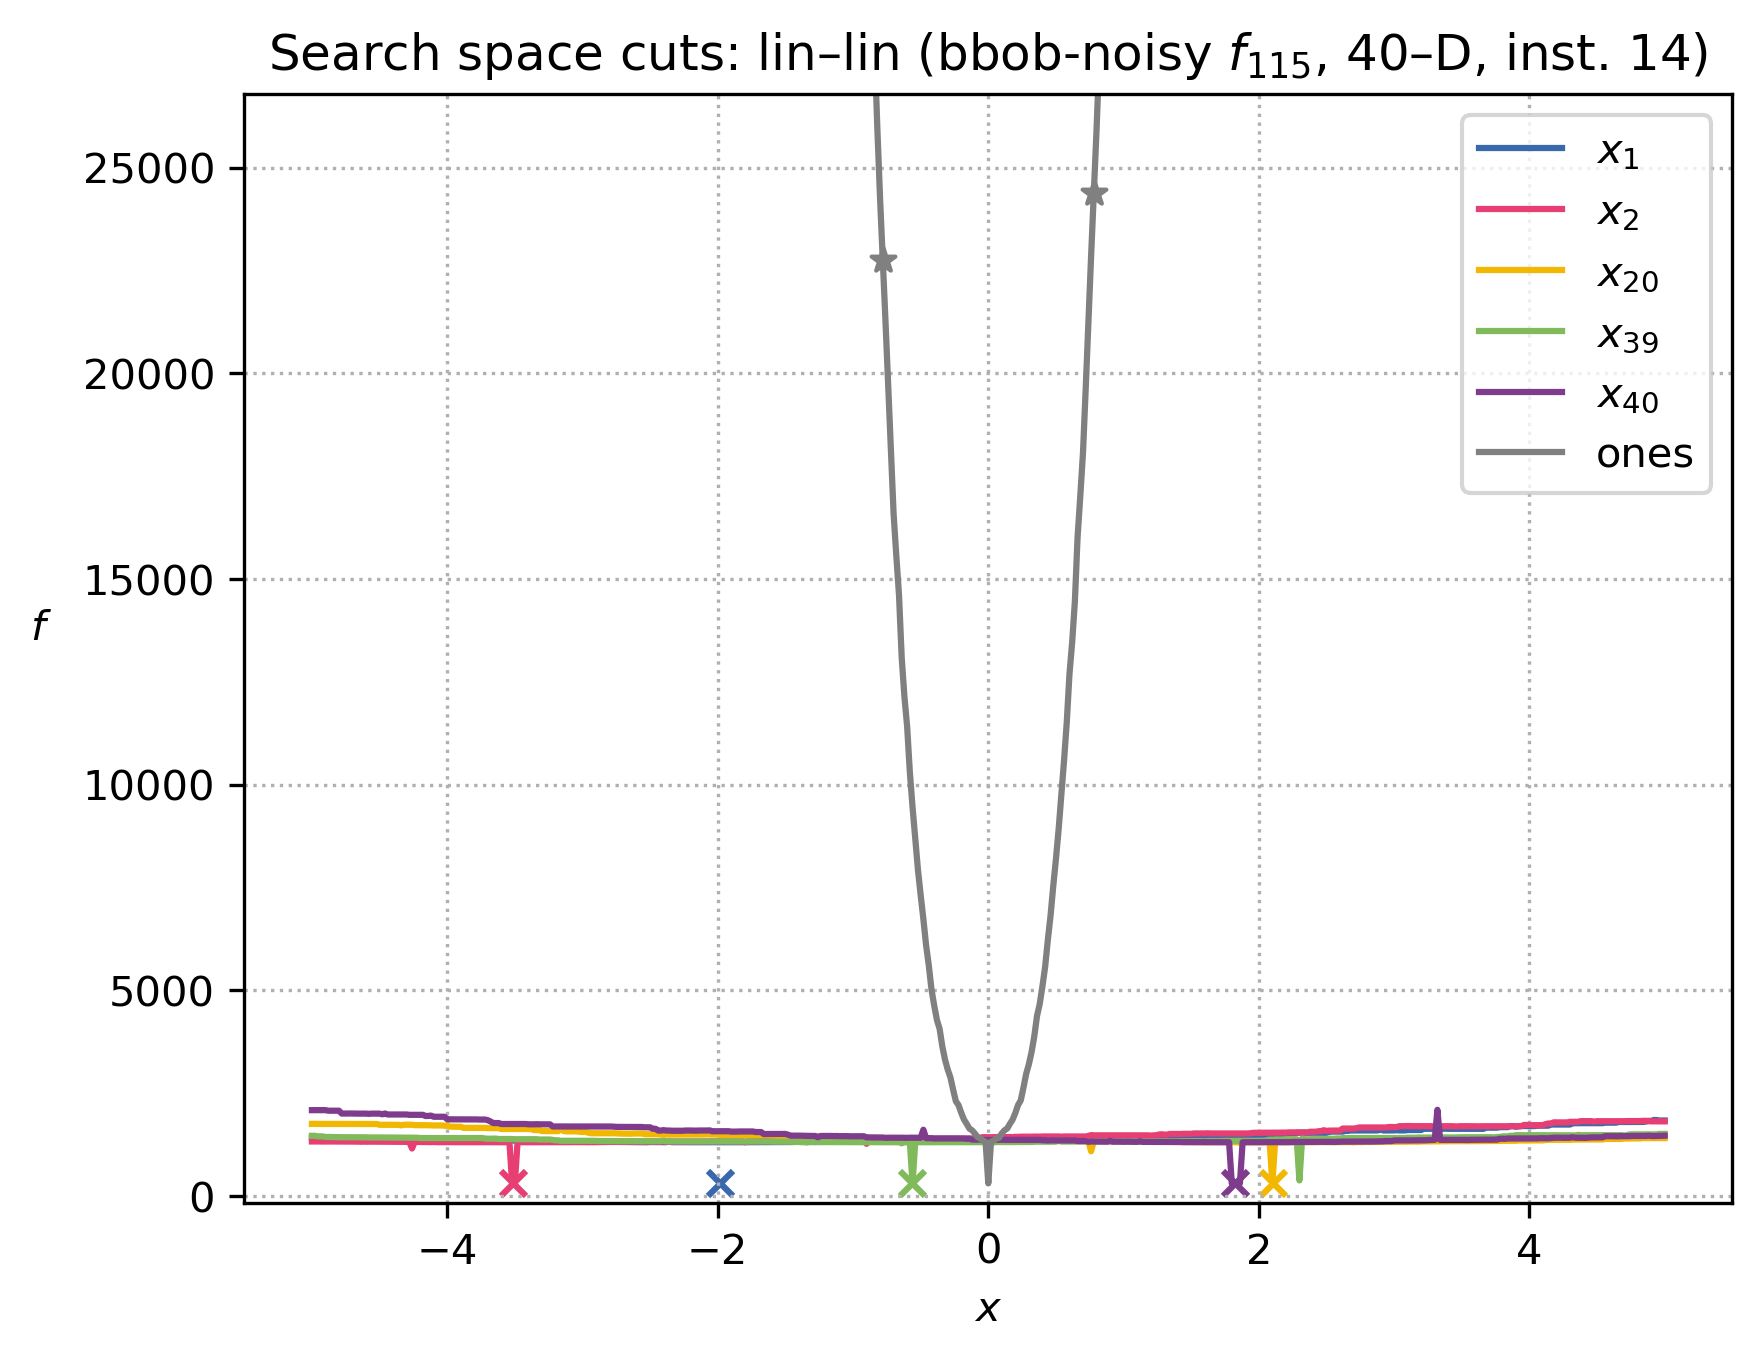 Search space cuts: lin–lin (bbob-noisy f₁₁₅, 40–D, inst. 14)
25000
20000
15000
10000
5000
0
f
−4
−2
0
2
4
x
x₁
x₂
x₂₀
x₃₉
x₄₀
ones